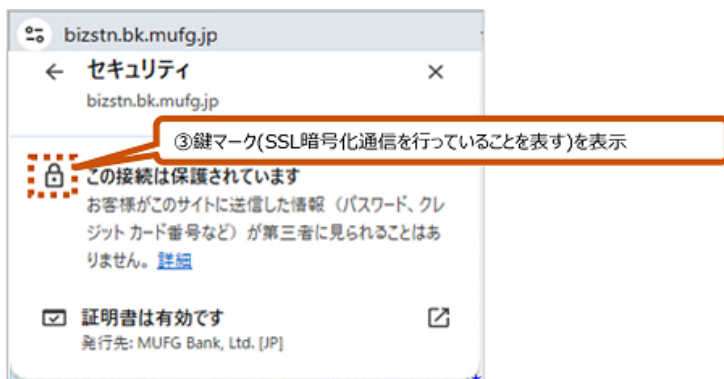 bizstn.bk.mufg.jp
セキュリティ
bizstn.bk.mufg.jp
③鍵マーク(SSL暗号化通信を行っていることを表す)を表示
この接続は保護されています
お客様がこのサイトに送信した情報（パスワード、クレ
ジット カード番号など）が第三者に見られることはあ
りません。 詳細
証明書は有効です
発行先: MUFG Bank, Ltd. [JP]